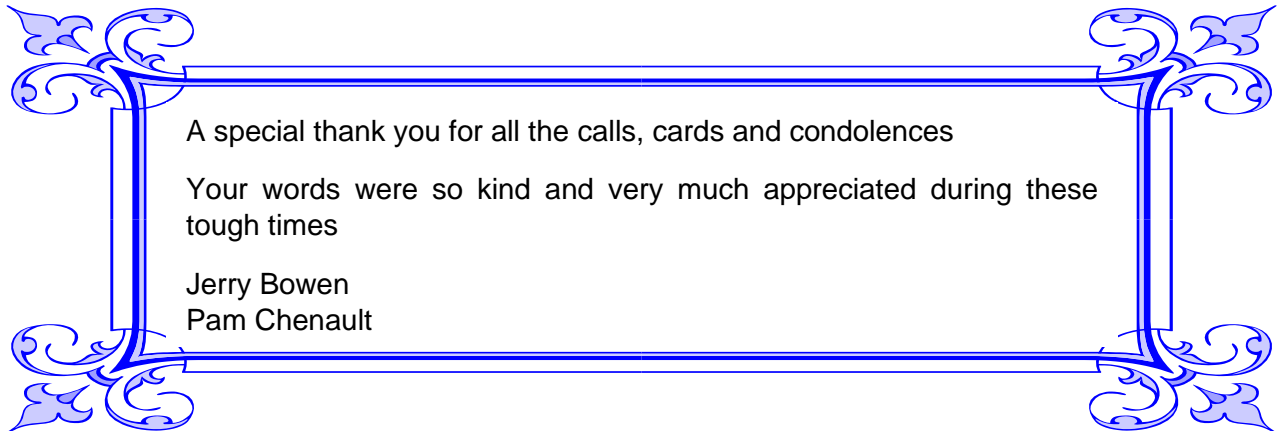 A special thank you for all the calls, cards and condolences
Your words were so kind and very much appreciated during these
tough times
Jerry Bowen
Pam Chenault